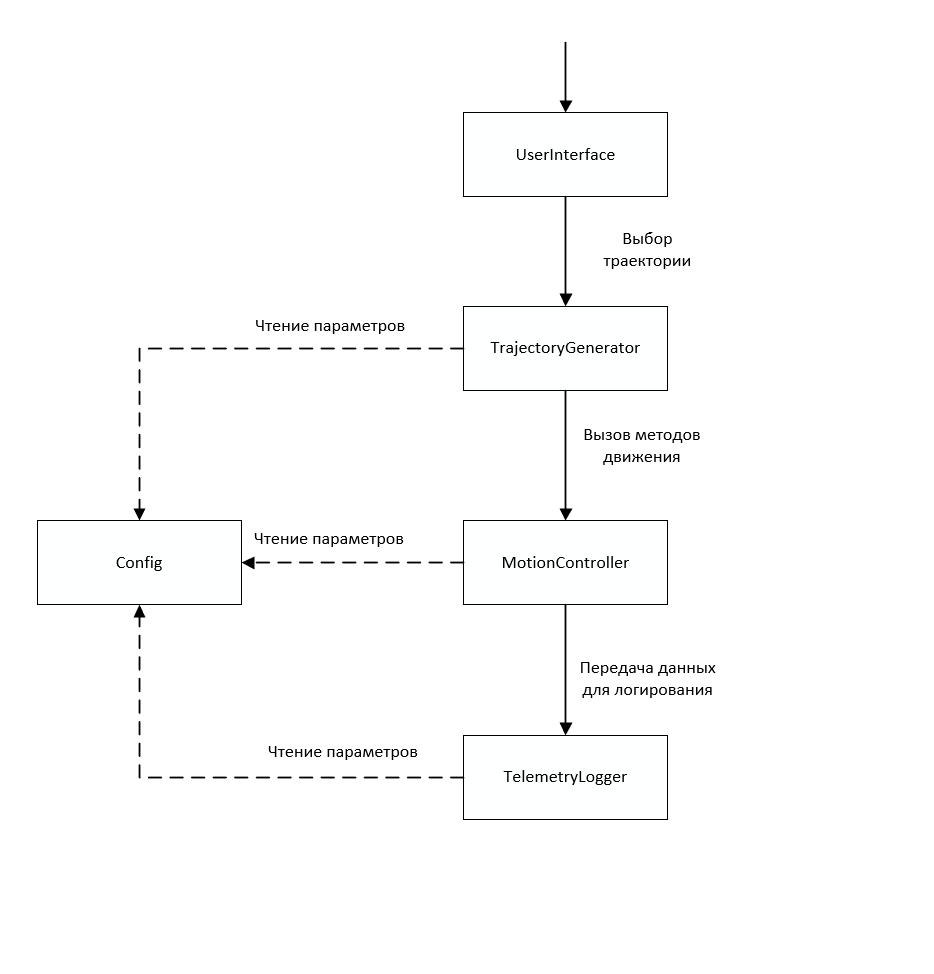 UserInterface
Выбор
траектории
Чтение параметров
TrajectoryGenerator
Вызов методов
движения
Чтение параметров
Config
MotionController
Передача данных
для логирования
Чтение параметров
TelemetryLogger